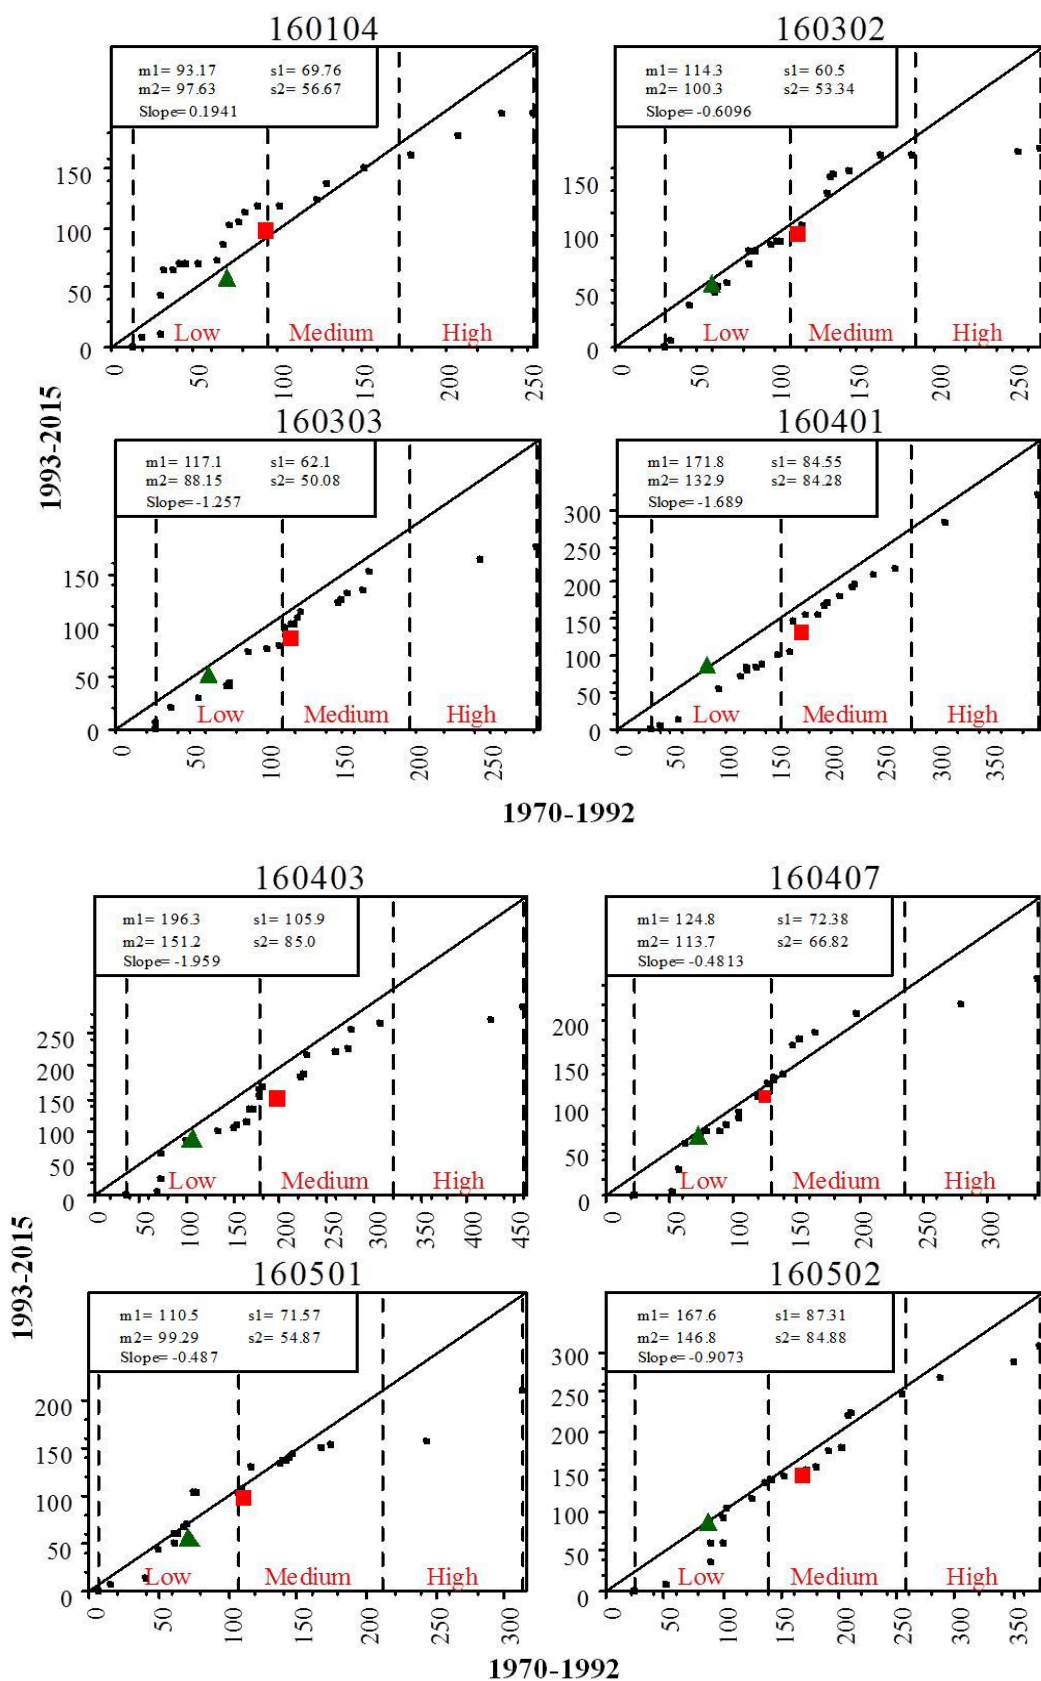 160104
m1= 93.17 s1= 69.76
m2= 97.63 s2= 56.67
Slope= 0.1941
150
100
50
0
Low Medium High
0 50 100 150 200 250
160302
m1= 114.3 s1= 60.5
m2= 100.3 s2= 53.34
Slope= -0.6096
150
100
50
0
Low Medium High
0 50 100 150 200 250
1993-2015
160303
m1= 117.1 s1= 62.1
m2= 88.15 s2= 50.08
Slope= -1.257
150
100
50
0
Low Medium High
0 50 100 150 200 250
160401
m1= 171.8 s1= 84.55
m2= 132.9 s2= 84.28
Slope= -1.689
300
250
200
150
100
50
0
Low Medium High
0 50 100 150 200 250 300 350
1970-1992
160403
m1= 196.3 s1= 105.9
m2= 151.2 s2= 85.0
Slope= -1.959
250
200
150
100
50
0
Low Medium High
0 50 100 150 200 250 300 350 400 450
160407
m1= 124.8 s1= 72.38
m2= 113.7 s2= 66.82
Slope= -0.4813
200
150
100
50
0
Low Medium High
0 50 100 150 200 250 300
1993-2015
160501
m1= 110.5 s1= 71.57
m2= 99.29 s2= 54.87
Slope= -0.487
200
150
100
50
0
Low Medium High
0 50 100 150 200 250 300
160502
m1= 167.6 s1= 87.31
m2= 146.8 s2= 84.88
Slope= -0.9073
300
250
200
150
100
50
0
Low Medium High
0 50 100 150 200 250 300 350
1970-1992